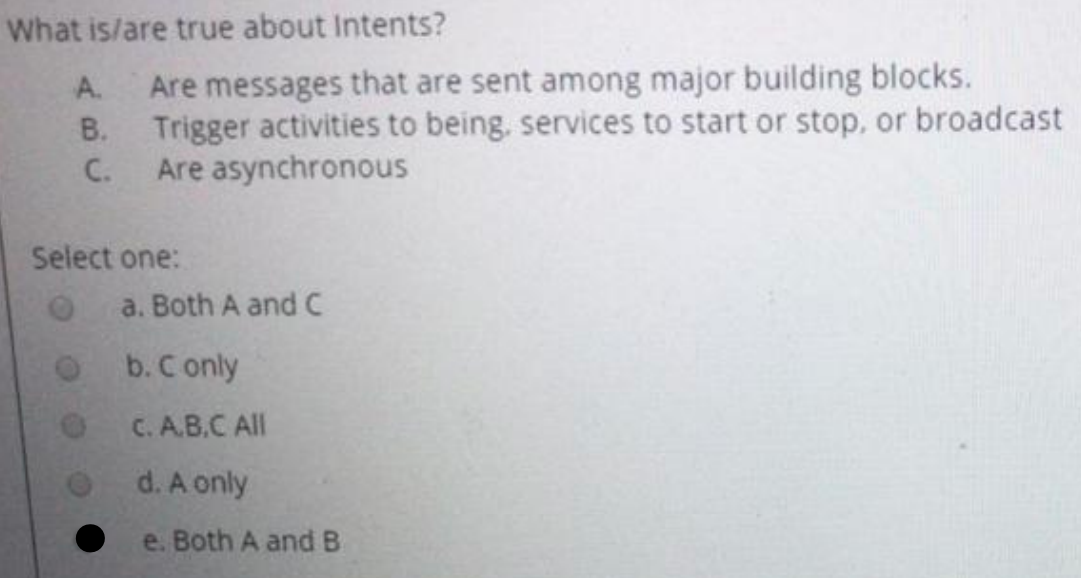 What is/are true about Intents?
A. Are messages that are sent among major building blocks.
B. Trigger activities to being, services to start or stop, or broadcast
C. Are asynchronous
Select one:
a. Both A and C
b. C only
c. A,B,C All
d. A only
e. Both A and B